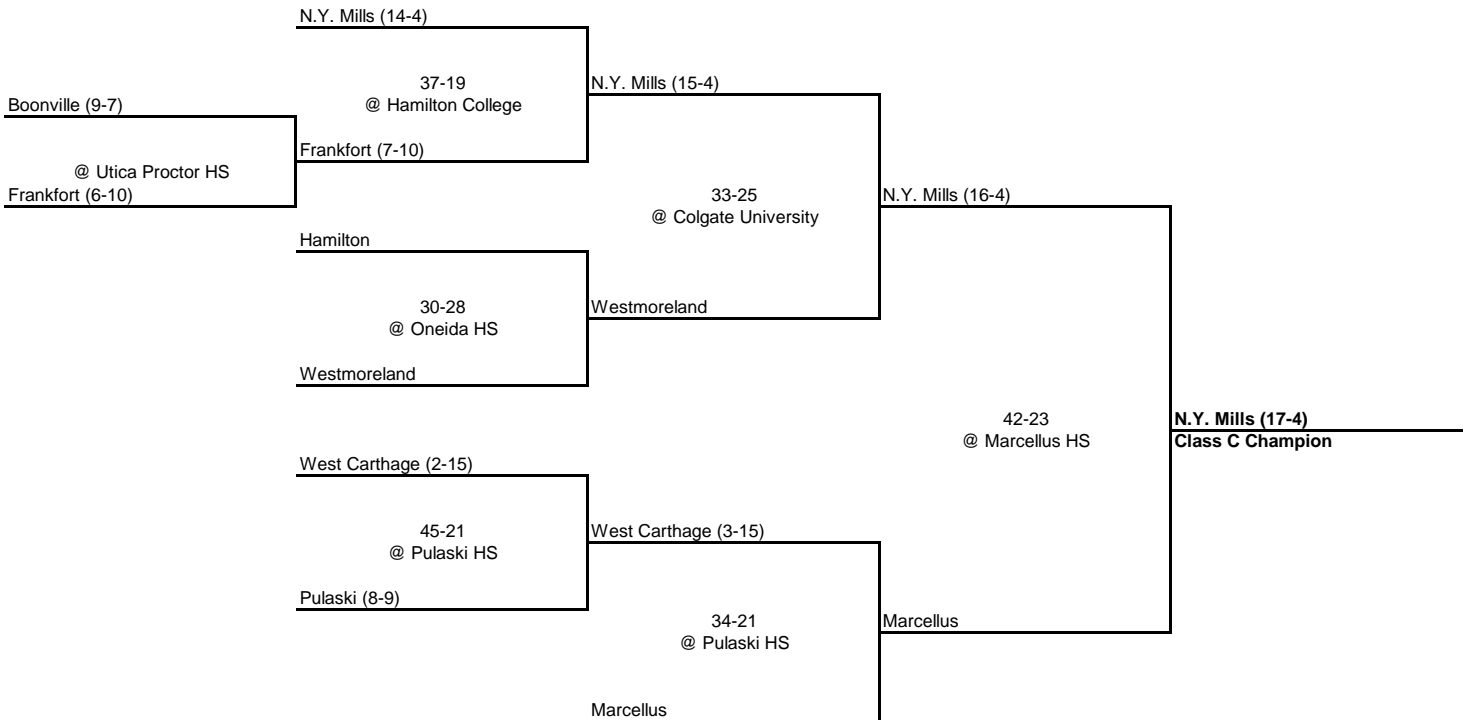 N.Y. Mills (14-4)
37-19
@ Hamilton College
N.Y. Mills (15-4)
Boonville (9-7)
@ Utica Proctor HS
Frankfort (7-10)
Frankfort (6-10)
33-25
@ Colgate University
N.Y. Mills (16-4)
Hamilton
30-28
@ Oneida HS
Westmoreland
Westmoreland
42-23
@ Marcellus HS
N.Y. Mills (17-4)
Class C Champion
West Carthage (2-15)
45-21
@ Pulaski HS
West Carthage (3-15)
Pulaski (8-9)
34-21
@ Pulaski HS
Marcellus
Marcellus